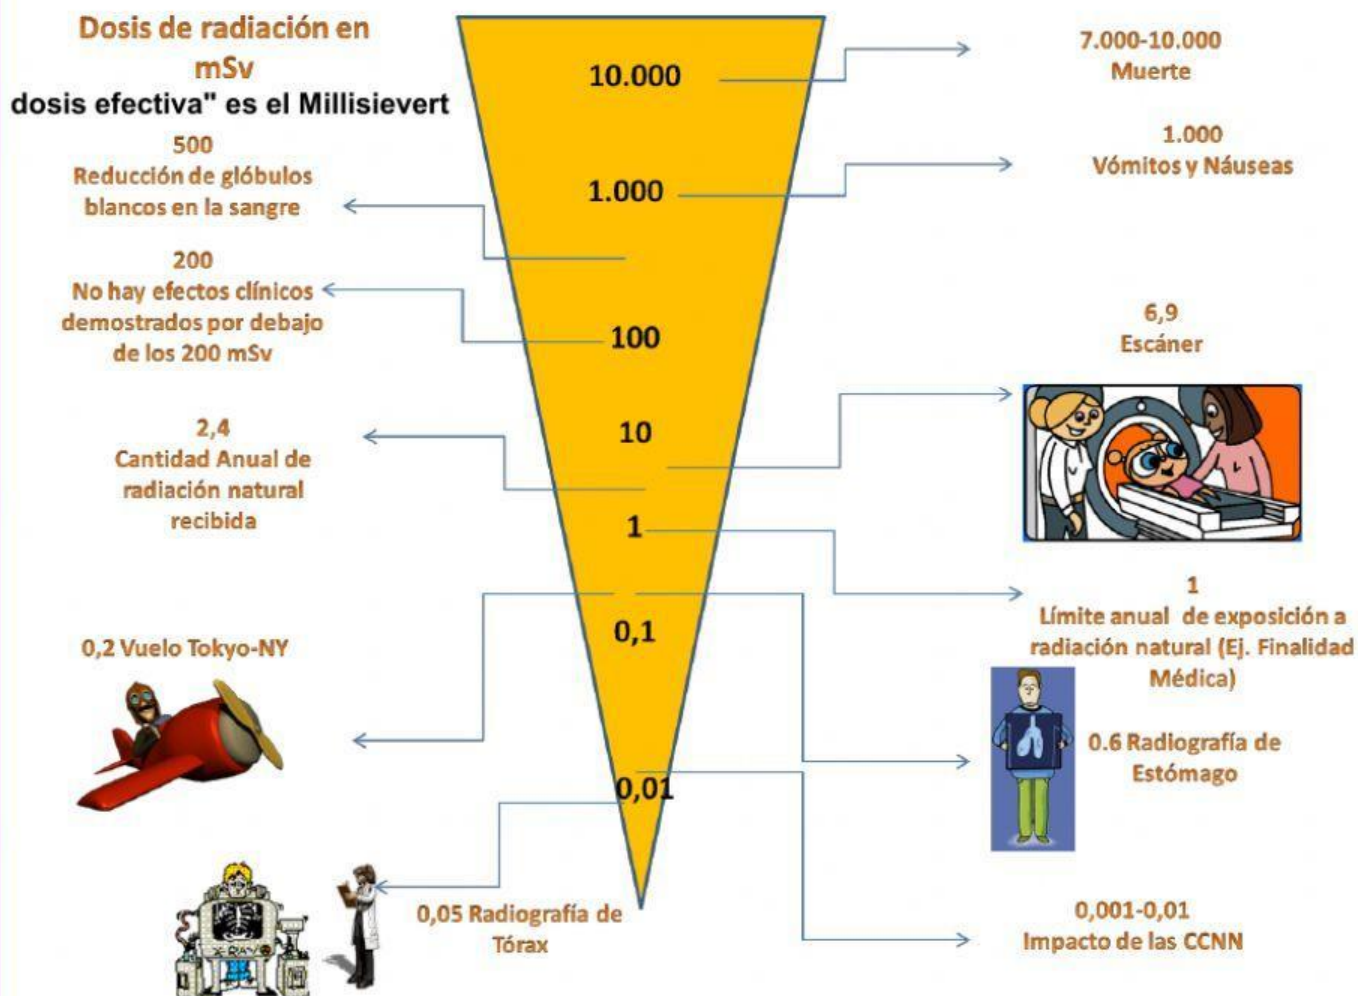 Dosis de radiación en
mSv
dosis efectiva" es el Millisievert
500
Reducción de glóbulos
blancos en la sangre
200
No hay efectos clínicos
demostrados por debajo
de los 200 mSv
2,4
Cantidad Anual de
radiación natural
recibida
0,2 Vuelo Tokyo-NY
0,05 Radiografía de
Tórax
X-RAY
10.000
1.000
100
10
1
0,1
0,01
7.000-10.000
Muerte
1.000
Vómitos y Náuseas
6,9
Escáner
1
Límite anual de exposición a
radiación natural (Ej. Finalidad
Médica)
0.6 Radiografía de
Estómago
0,001-0,01
Impacto de las CCNN